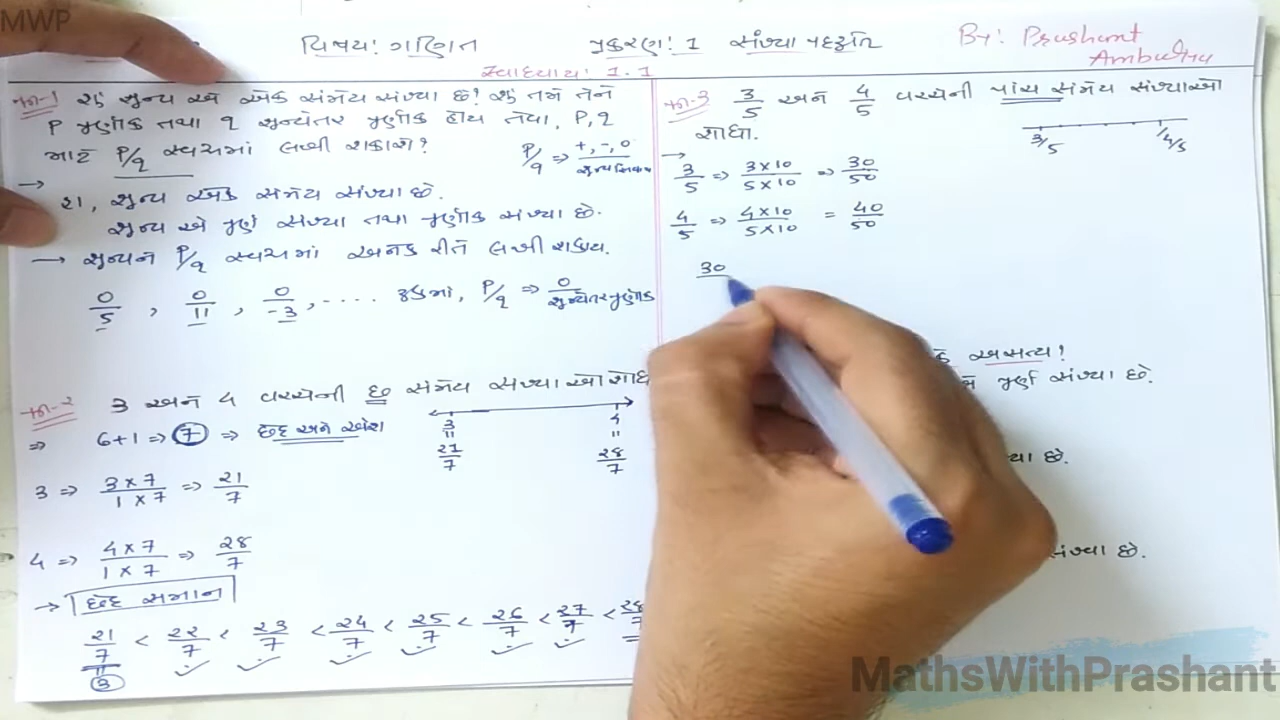 MWP
વિષય: ગણિત
પ્રકરણ: 1 સંખ્યા પદ્ધતિ
By: Prashant
સ્વાધ્યાય: 1.1
પ્રશ્ન-1 શું શૂન્ય એ એક સંમેય સંખ્યા છે? શું તમે તેને
P પૂર્ણાંક તથા q શૂન્યેતર પૂર્ણાંક હોય તેવા, P, q
માટે P/q સ્વરૂપમાં લખી શકાશે?
P/q ⇒ +, -, 0
→ હા, શૂન્ય એક સંમેય સંખ્યા છે.
શૂન્ય એ પૂર્ણ સંખ્યા તથા પૂર્ણાંક સંખ્યા છે.
→ શૂન્યને P/q સ્વરૂપમાં અનેક રીતે લખી શકાય.
0/5 , 0/11 , 0/-3 , .... ટૂંકમાં, P/q ⇒ 0/શૂન્યેતર પૂર્ણાંક
પ્રશ્ન-2 3 અને 4 વચ્ચેની છ સંમેય સંખ્યાઓ શોધ
⇒ 6+1 ⇒ 7 ⇒ છેદ અને અંશ
3 4
= =
21/7 28/7
3 ⇒ 3×7/1×7 ⇒ 21/7
4 ⇒ 4×7/1×7 ⇒ 28/7
→ છેદ સમાન
21/7 < 22/7 < 23/7 < 24/7 < 25/7 < 26/7 < 27/7 < 28/7
=
3
પ્રશ્ન-3 3/5 અને 4/5 વચ્ચેની પાંચ સંમેય સંખ્યાઓ
શોધો.
3/5 4/5
→ 3/5 ⇒ 3×10/5×10 ⇒ 30/50
4/5 ⇒ 4×10/5×10 = 40/50
30
અસત્ય?
પૂર્ણ સંખ્યા છે.
છે.
સંખ્યા છે.
MathsWithPrashant